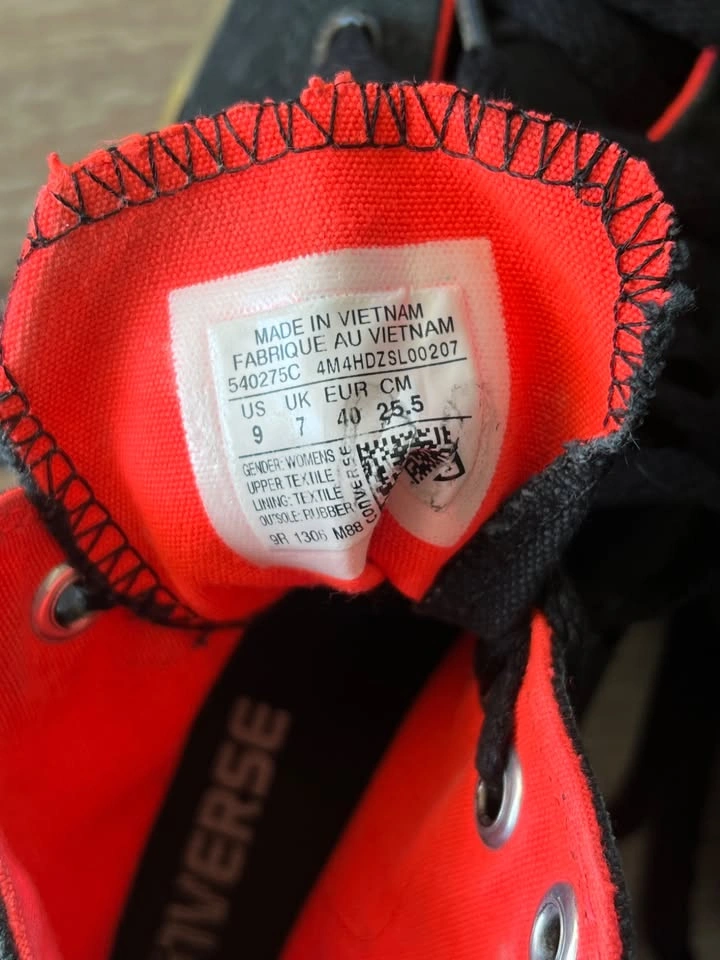 MADE IN VIETNAM
FABRIQUE AU VIETNAM
540275C 4M4HDZSL00207
US UK EUR CM
9 7 40 25.5
GENDER: WOMENS
UPPER: TEXTILE
LINING: TEXTILE
OUTSOLE: RUBBER
9R 1306 M88
CONVERSE
CONVERSE